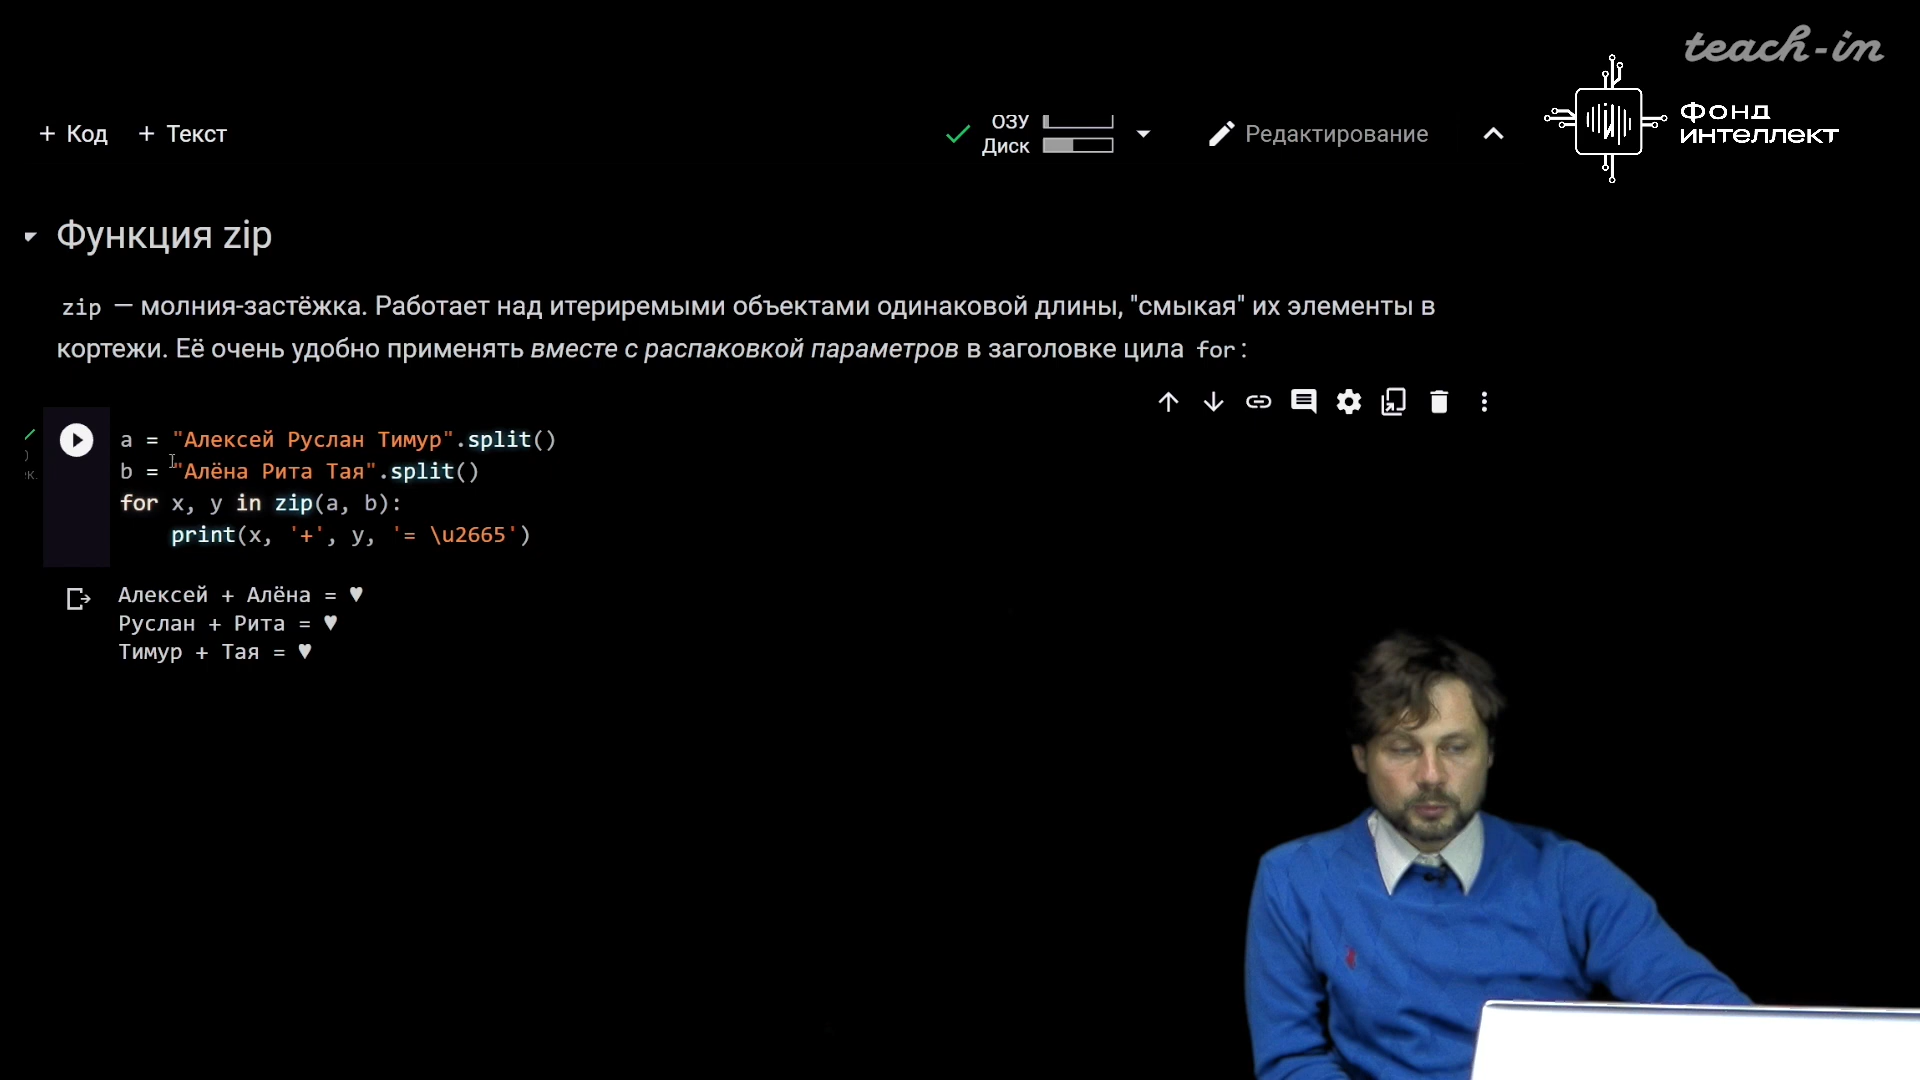 teach-in
Фонд
интеллект
+ Код + Текст
ОЗУ
Диск
Редактирование
Функция zip
zip — молния-застёжка. Работает над итериремыми объектами одинаковой длины, "смыкая" их элементы в
кортежи. Её очень удобно применять вместе с распаковкой параметров в заголовке цила for:
a = "Алексей Руслан Тимур".split()
b = "Алёна Рита Тая".split()
for x, y in zip(a, b):
print(x, '+', y, '= \u2665')
Алексей + Алёна = ♥
Руслан + Рита = ♥
Тимур + Тая = ♥